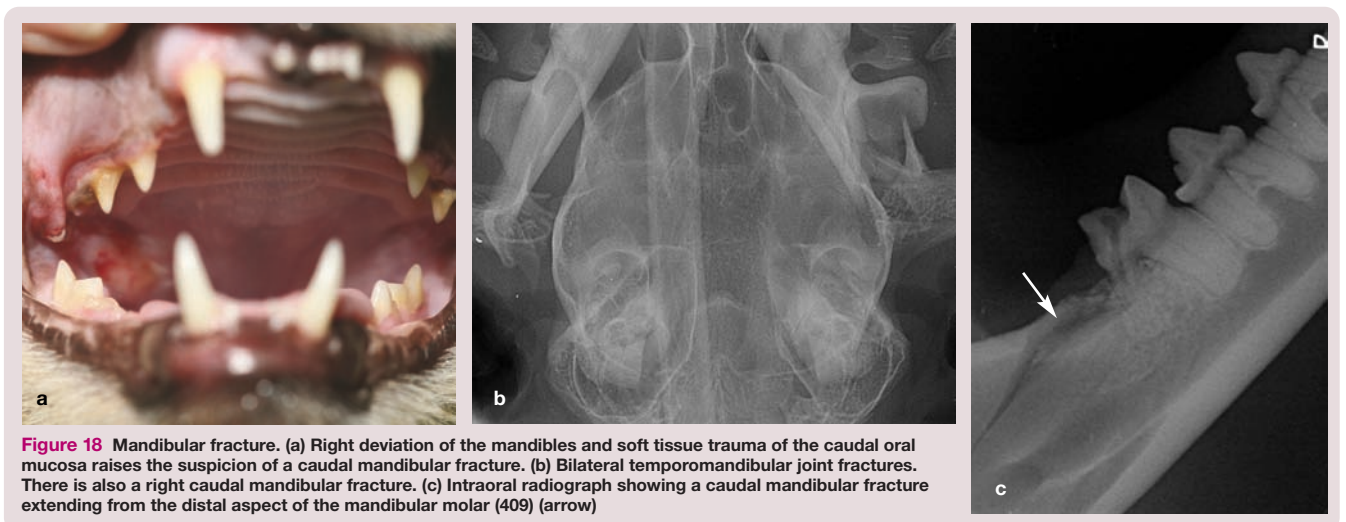 a
b
c
Figure 18 Mandibular fracture. (a) Right deviation of the mandibles and soft tissue trauma of the caudal oral
mucosa raises the suspicion of a caudal mandibular fracture. (b) Bilateral temporomandibular joint fractures.
There is also a right caudal mandibular fracture. (c) Intraoral radiograph showing a caudal mandibular fracture
extending from the distal aspect of the mandibular molar (409) (arrow)